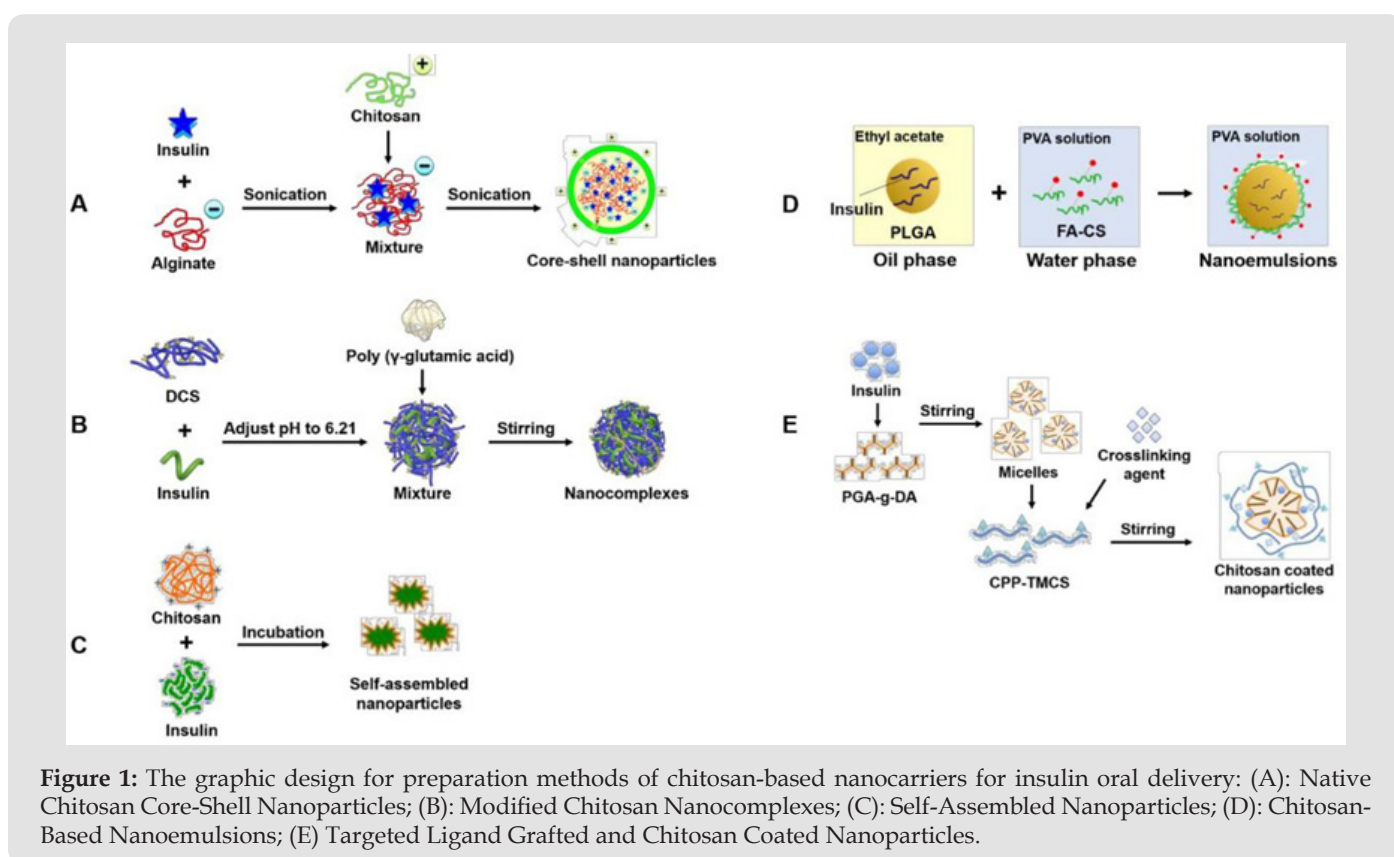 A
Insulin
+
Alginate
−
Sonication
Chitosan
+
−
Mixture
Sonication
Core-shell nanoparticles
B
DCS
+
Insulin
Adjust pH to 6.21
Poly (γ-glutamic acid)
Mixture
Stirring
Nanocomplexes
C
Chitosan
+
Insulin
Incubation
Self-assembled
nanoparticles
D
Ethyl acetate
Insulin
PLGA
Oil phase
+
PVA solution
FA-CS
Water phase
PVA solution
Nanoemulsions
E
Insulin
PGA-g-DA
Stirring
Micelles
Crosslinking
agent
CPP-TMCS
Stirring
Chitosan coated
nanoparticles
Figure 1: The graphic design for preparation methods of chitosan-based nanocarriers for insulin oral delivery: (A): Native
Chitosan Core-Shell Nanoparticles; (B): Modified Chitosan Nanocomplexes; (C): Self-Assembled Nanoparticles; (D): Chitosan-
Based Nanoemulsions; (E) Targeted Ligand Grafted and Chitosan Coated Nanoparticles.